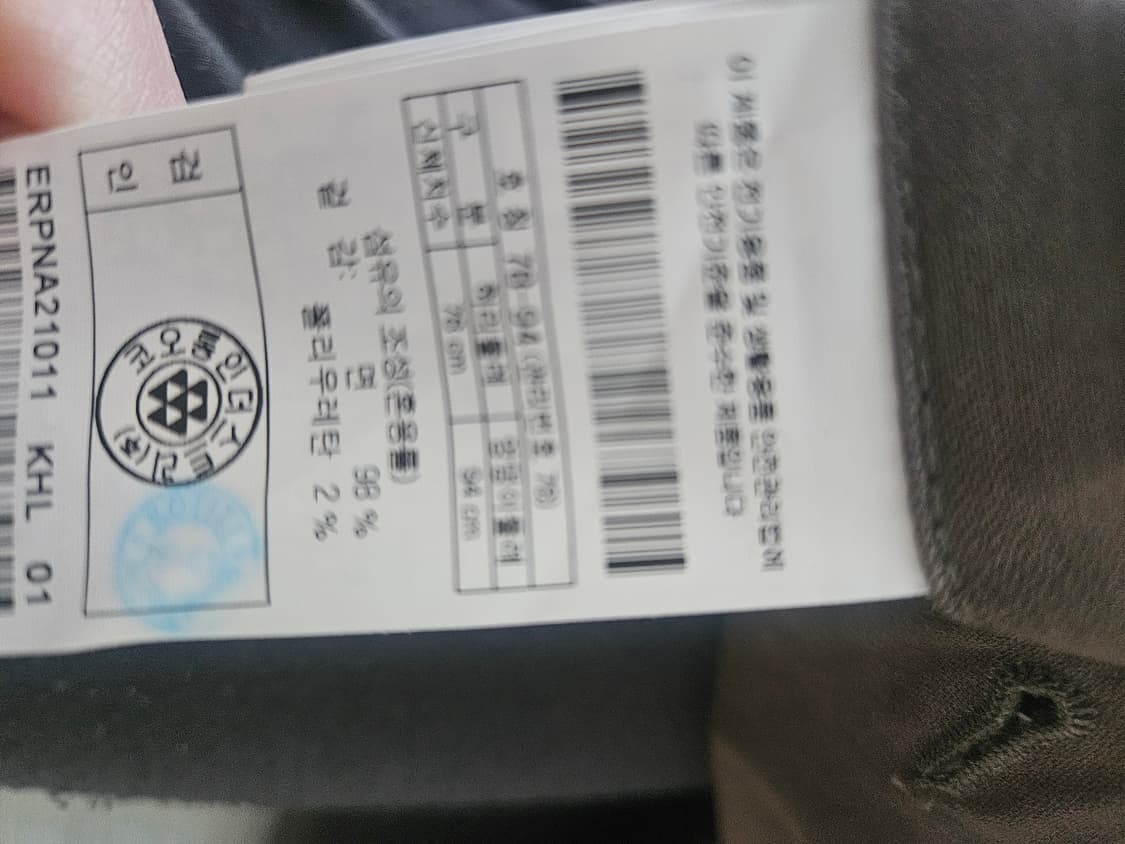 이 제품은 전기용품 및 생활용품 안전관리법에
따른 안전기준을 준수한 제품입니다
호 칭 78-94 (허리번호 78)
구 분 허리둘레 엉덩이둘레
신체치수 78 cm 94 cm
섬유의 조성(혼용률)
겉 감: 면 98 %
폴리우레탄 2 %
검
인
코오롱인더스트리(주)
ERPNA21011 KHL 01